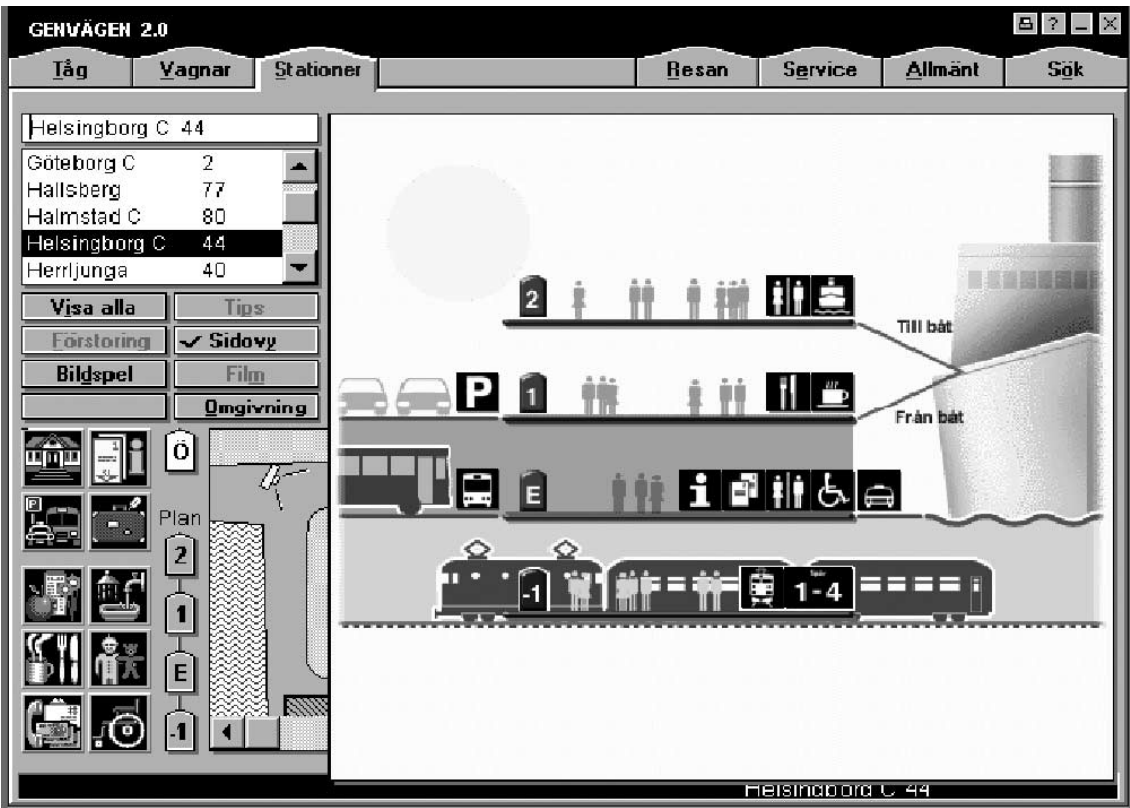 GENVÄGEN 2.0
?
Tåg Vagnar Stationer Resan Service Allmänt Sök
Helsingborg C 44
Göteborg C 2
Hallsberg 77
Halmstad C 80
Helsingborg C 44
Herrljunga 40
Visa alla Tips
Förstoring Sidovy
Bildspel Film
Omgivning
Ö
Plan
2
1
E
-1
2
Till båt
P 1
Från båt
E i
-1 Spår
1-4
Helsingborg C 44